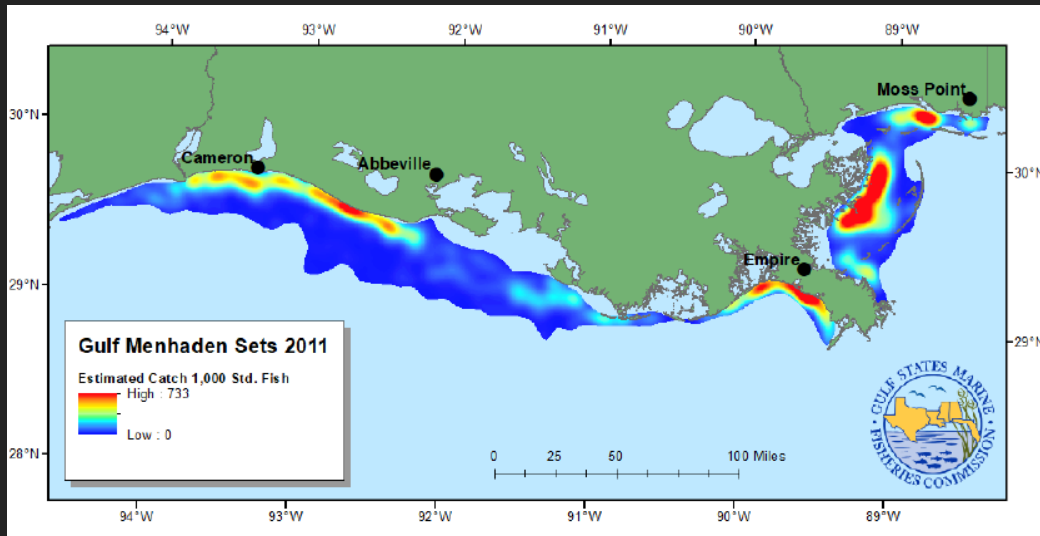 94°W 93°W 92°W 91°W 90°W 89°W
Moss Point
30°N
Cameron
Abbeville
30°N
Empire
29°N
29°N
Gulf Menhaden Sets 2011
Estimated Catch 1,000 Std. Fish
High : 733
Low : 0
GULF STATES MARINE
FISHERIES COMMISSION
0 25 50 100 Miles
28°N
94°W 93°W 92°W 91°W 90°W 89°W